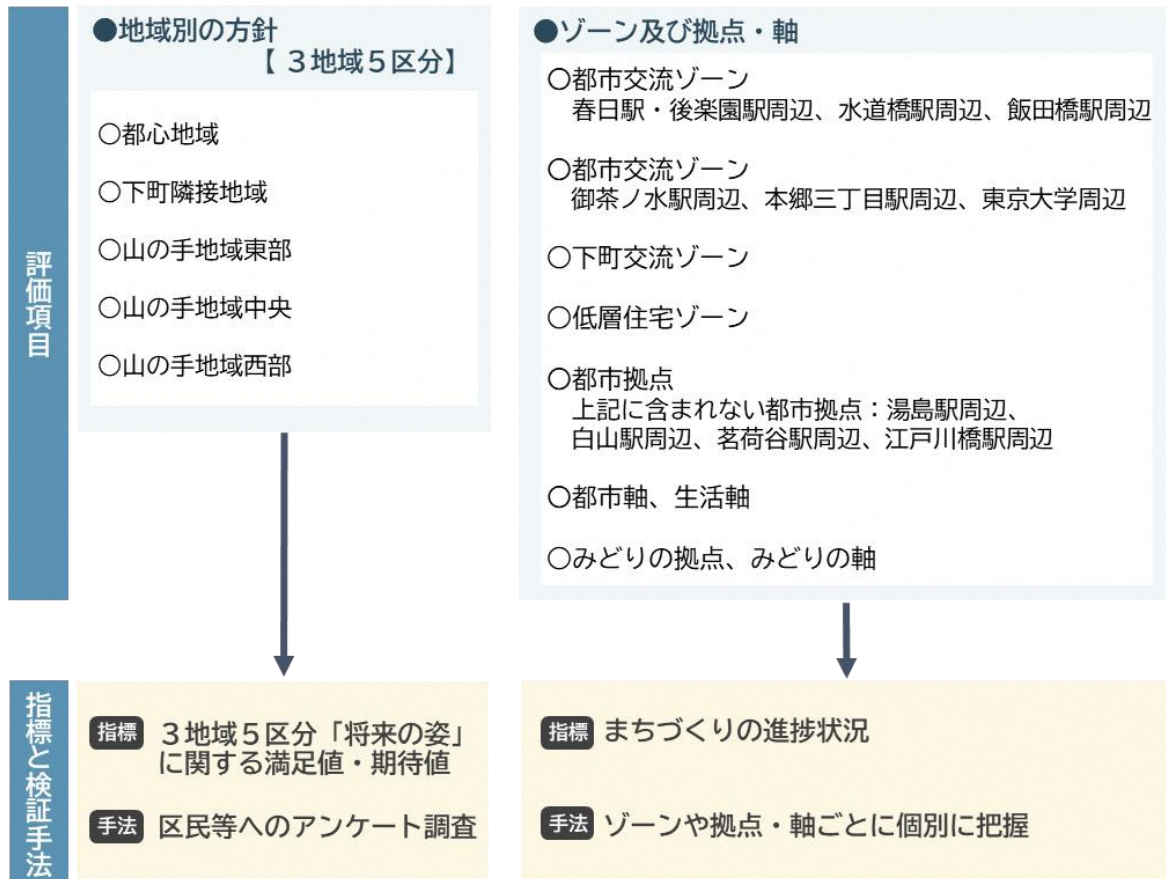 評価項目
●地域別の方針
【３地域５区分】
○都心地域
○下町隣接地域
○山の手地域東部
○山の手地域中央
○山の手地域西部
●ゾーン及び拠点・軸
○都市交流ゾーン
春日駅・後楽園駅周辺、水道橋駅周辺、飯田橋駅周辺
○都市交流ゾーン
御茶ノ水駅周辺、本郷三丁目駅周辺、東京大学周辺
○下町交流ゾーン
○低層住宅ゾーン
○都市拠点
上記に含まれない都市拠点：湯島駅周辺、
白山駅周辺、茗荷谷駅周辺、江戸川橋駅周辺
○都市軸、生活軸
○みどりの拠点、みどりの軸
指標と検証手法
指標 ３地域５区分「将来の姿」
に関する満足値・期待値
手法 区民等へのアンケート調査
指標 まちづくりの進捗状況
手法 ゾーンや拠点・軸ごとに個別に把握